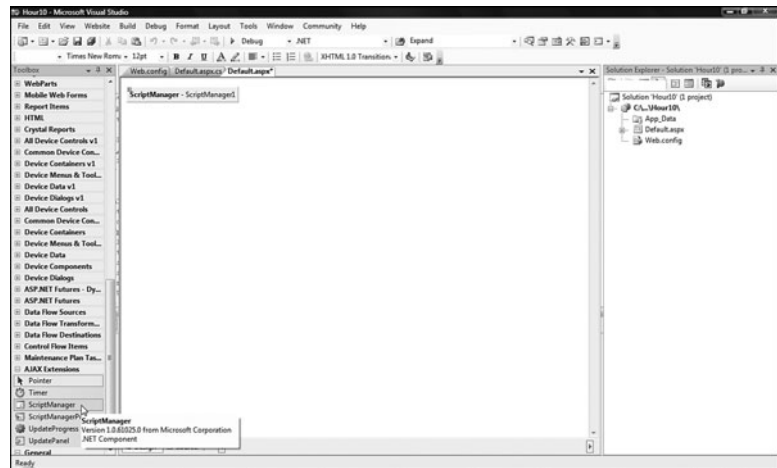 Hour10 - Microsoft Visual Studio
File Edit View Website Build Debug Format Layout Tools Window Community Help
Debug .NET Expand
Times New Roma 12pt B I U A XHTML 1.0 Transition
Toolbox
Web.config Default.aspx.cs Default.aspx*
Solution Explorer - Solution 'Hour10' (1 pro...
WebParts
Mobile Web Forms
Report Items
HTML
Crystal Reports
All Device Controls v1
Common Device Con...
Device Containers v1
Device Menus & Tool...
Device Data v1
Device Dialogs v1
All Device Controls
Common Device Con...
Device Containers
Device Menus & Tool...
Device Data
Device Components
Device Dialogs
ASP.NET Futures - Dy...
ASP.NET Futures
Data Flow Sources
Data Flow Transform...
Data Flow Destinations
Control Flow Items
Maintenance Plan Tas...
AJAX Extensions
Pointer
Timer
ScriptManager
ScriptManagerP
UpdateProgress
UpdatePanel
General
ScriptManager
Version 1.0.61025.0 from Microsoft Corporation
.NET Component
ScriptManager - ScriptManager1
Solution 'Hour10' (1 project)
C:\...\Hour10\
App_Data
Default.aspx
Web.config
Ready